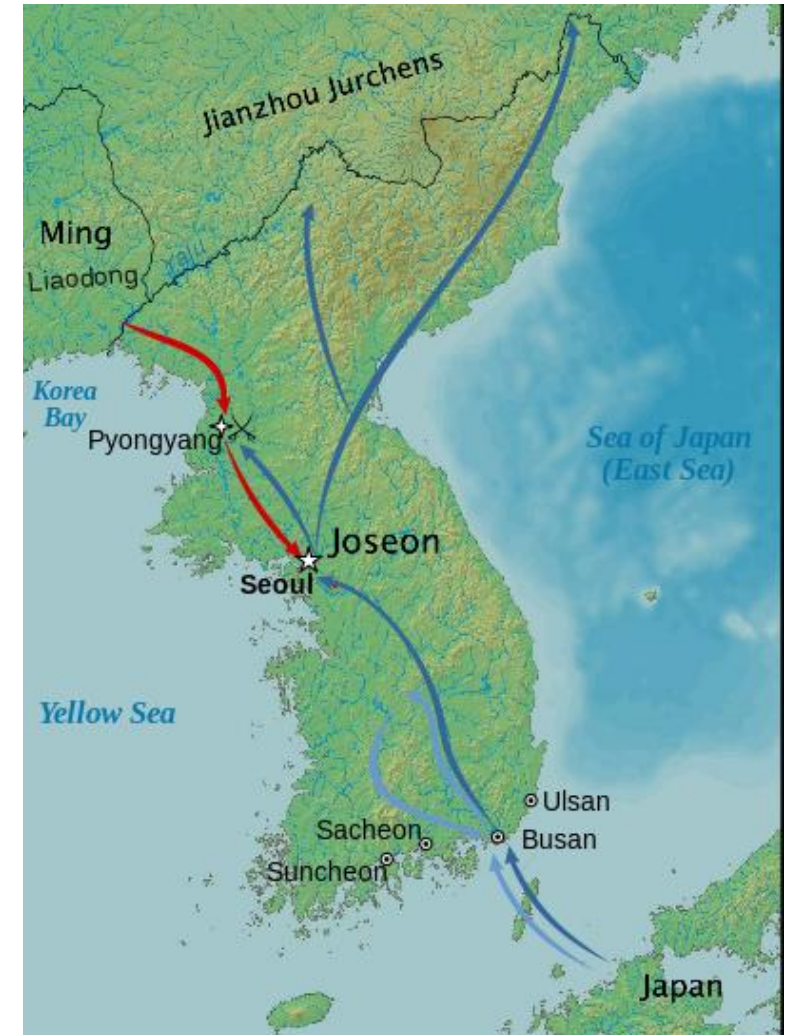 Jianzhou Jurchens
Ming
Liaodong
Yalu
Korea
Bay
Pyongyang
Sea of Japan
(East Sea)
Joseon
Seoul
Yellow Sea
Ulsan
Sacheon
Busan
Suncheon
Japan